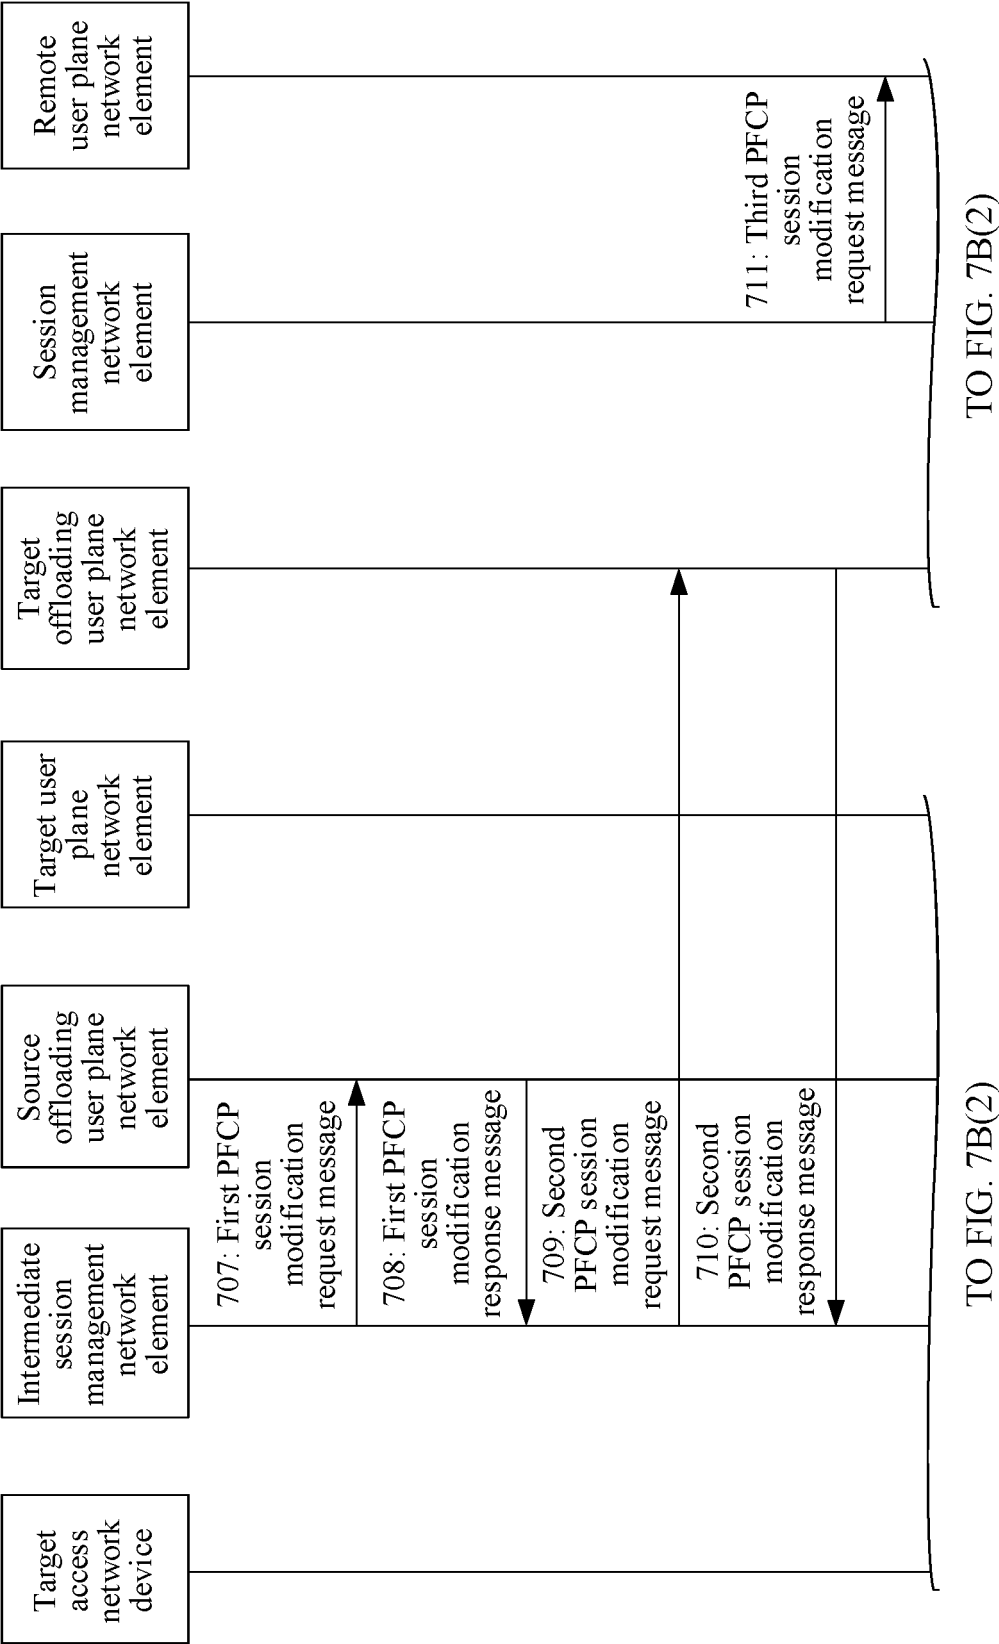 Target
access
network
device
Intermediate
session
management
network
element
Source
offloading
user plane
network
element
Target user
plane
network
element
Target
offloading
user plane
network
element
Session
management
network
element
Remote
user plane
network
element
707: First PFCP
session
modification
request message
708: First PFCP
session
modification
response message
709: Second
PFCP session
modification
request message
710: Second
PFCP session
modification
response message
711: Third PFCP
session
modification
request message
TO FIG. 7B(2)
TO FIG. 7B(2)